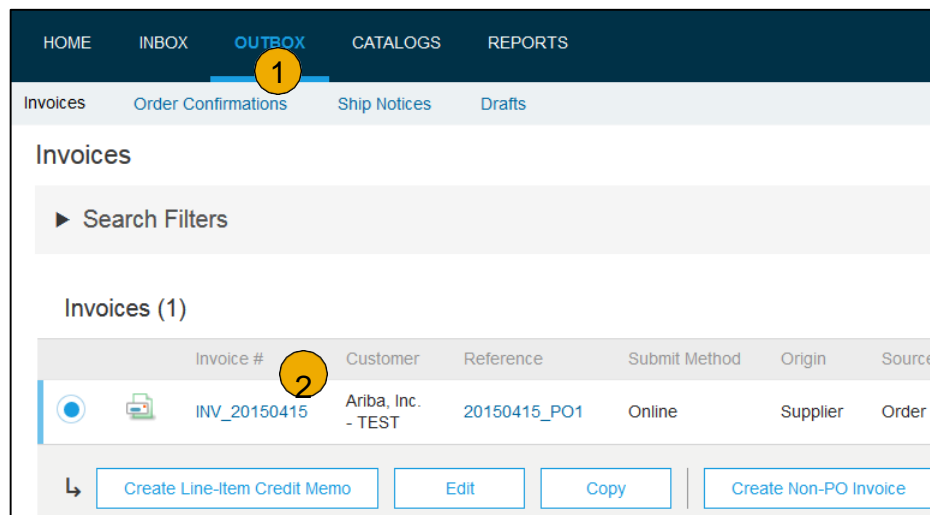 HOME INBOX OUTBOX CATALOGS REPORTS
1
Invoices Order Confirmations Ship Notices Drafts
Invoices
Search Filters
Invoices (1)
Invoice # Customer Reference Submit Method Origin Source
2
INV_20150415 Ariba, Inc. - TEST 20150415_PO1 Online Supplier Order
Create Line-Item Credit Memo Edit Copy Create Non-PO Invoice